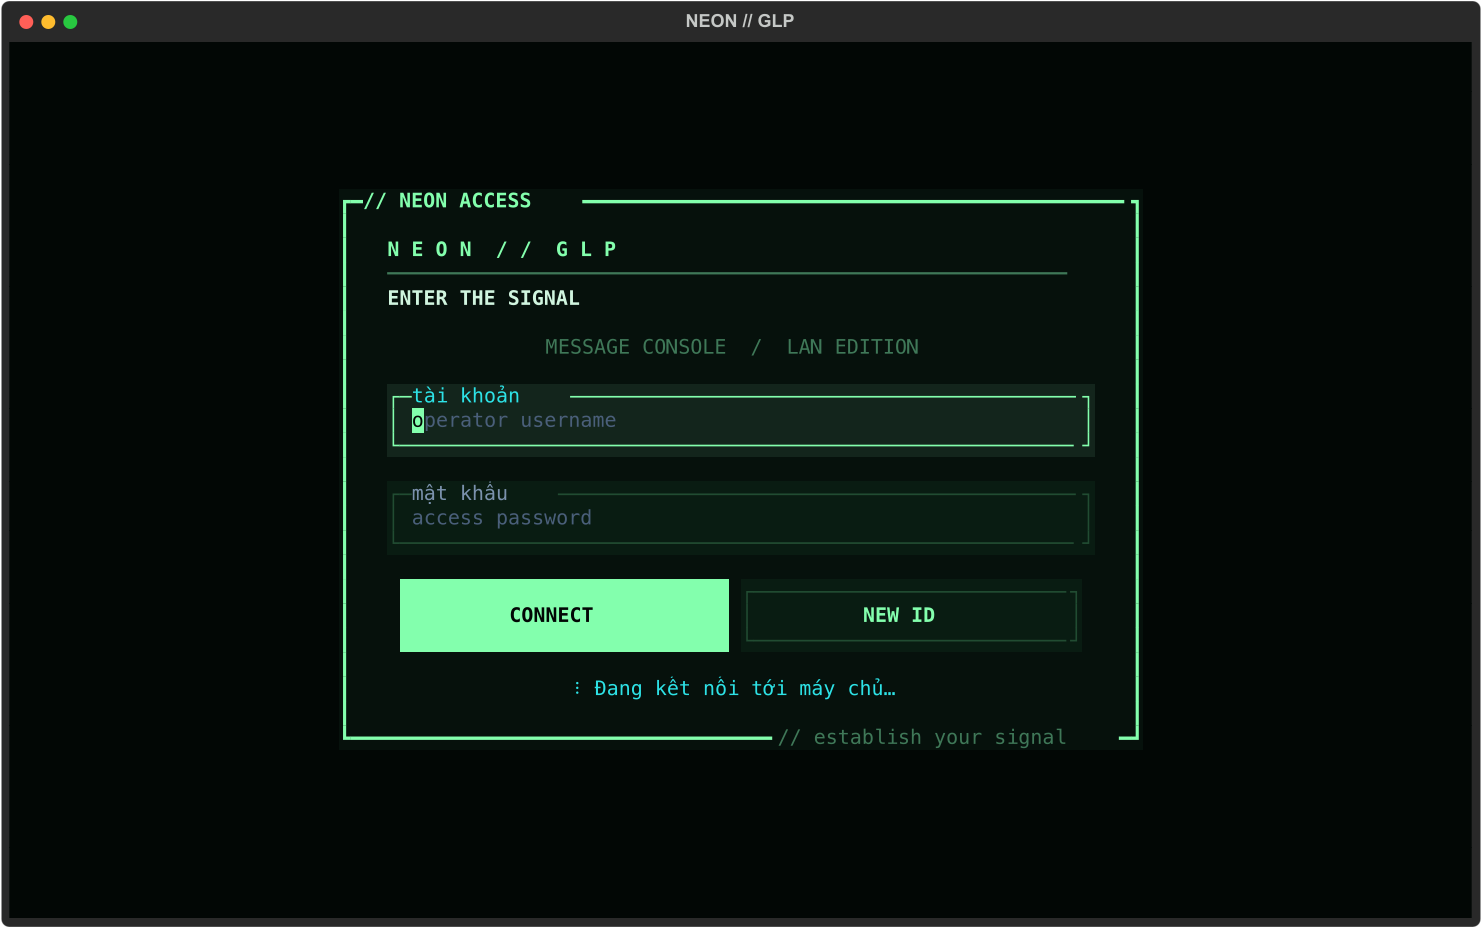 NEON // GLP
// NEON ACCESS
N E O N // G L P
ENTER THE SIGNAL
MESSAGE CONSOLE / LAN EDITION
tài khoản
operator username
mật khẩu
access password
CONNECT
NEW ID
⋮ Đang kết nối tới máy chủ…
// establish your signal